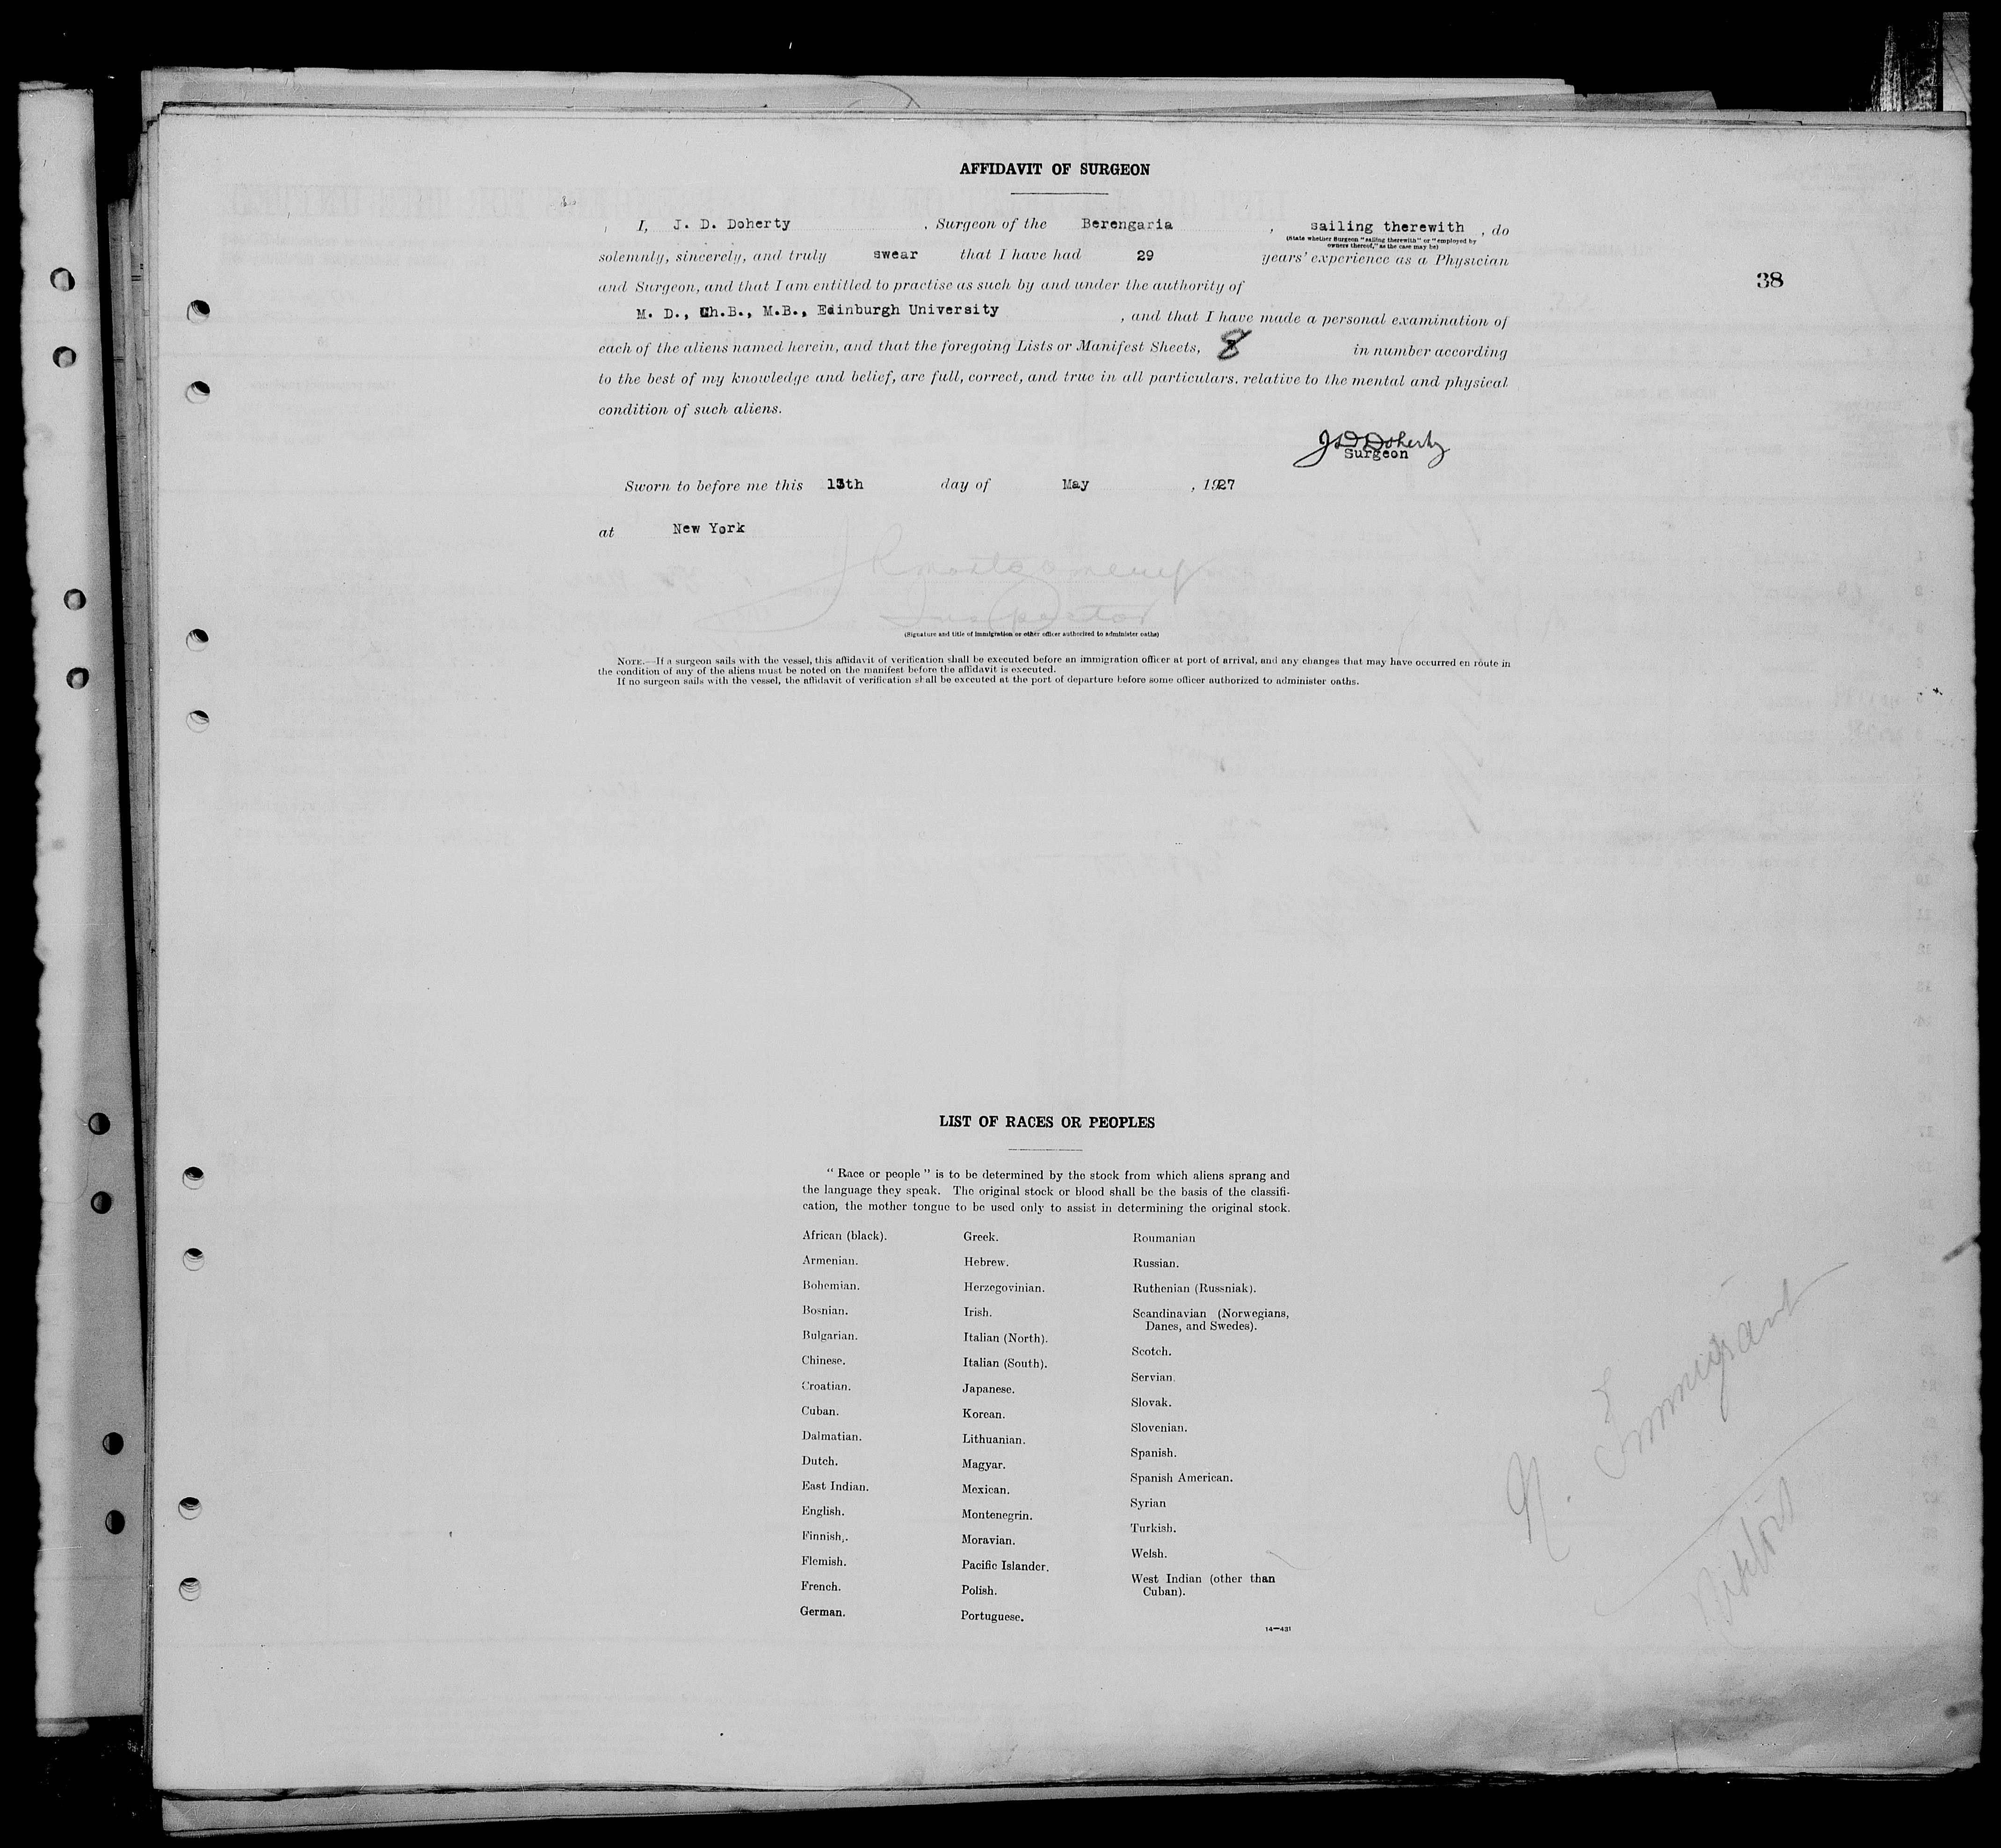 AFFIDAVIT OF SURGEON
I, J. D. Doherty , Surgeon of the Berengaria , sailing therewith , do
(State whether Surgeon "sailing therewith" or "employed by
owners thereof," as the case may be)
solemnly, sincerely, and truly swear that I have had 29 years' experience as a Physician
38
and Surgeon, and that I am entitled to practise as such by and under the authority of
M. D., Ch.B., M.B., Edinburgh University , and that I have made a personal examination of
each of the aliens named herein, and that the foregoing Lists or Manifest Sheets, 8 in number according
to the best of my knowledge and belief, are full, correct, and true in all particulars, relative to the mental and physical
condition of such aliens.
J D Doherty
Surgeon
Sworn to before me this 13th day of May , 1927
at New York
J R Montgomery
Inspector
(Signature and title of immigration or other officer authorized to administer oaths)
NOTE.—If a surgeon sails with the vessel, this affidavit of verification shall be executed before an immigration officer at port of arrival, and any changes that may have occurred en route in
the condition of any of the aliens must be noted on the manifest before the affidavit is executed.
If no surgeon sails with the vessel, the affidavit of verification shall be executed at the port of departure before some officer authorized to administer oaths.
LIST OF RACES OR PEOPLES
"Race or people" is to be determined by the stock from which aliens sprang and
the language they speak. The original stock or blood shall be the basis of the classifi-
cation, the mother tongue to be used only to assist in determining the original stock.
African (black).
Armenian.
Bohemian.
Bosnian.
Bulgarian.
Chinese.
Croatian.
Cuban.
Dalmatian.
Dutch.
East Indian.
English.
Finnish.
Flemish.
French.
German.
Greek.
Hebrew.
Herzegovinian.
Irish.
Italian (North).
Italian (South).
Japanese.
Korean.
Lithuanian.
Magyar.
Mexican.
Montenegrin.
Moravian.
Pacific Islander.
Polish.
Portuguese.
Roumanian
Russian.
Ruthenian (Russniak).
Scandinavian (Norwegians,
Danes, and Swedes).
Scotch.
Servian.
Slovak.
Slovenian.
Spanish.
Spanish American.
Syrian
Turkish.
Welsh.
West Indian (other than
Cuban).
14—431
N. Emmigrant
Visitors